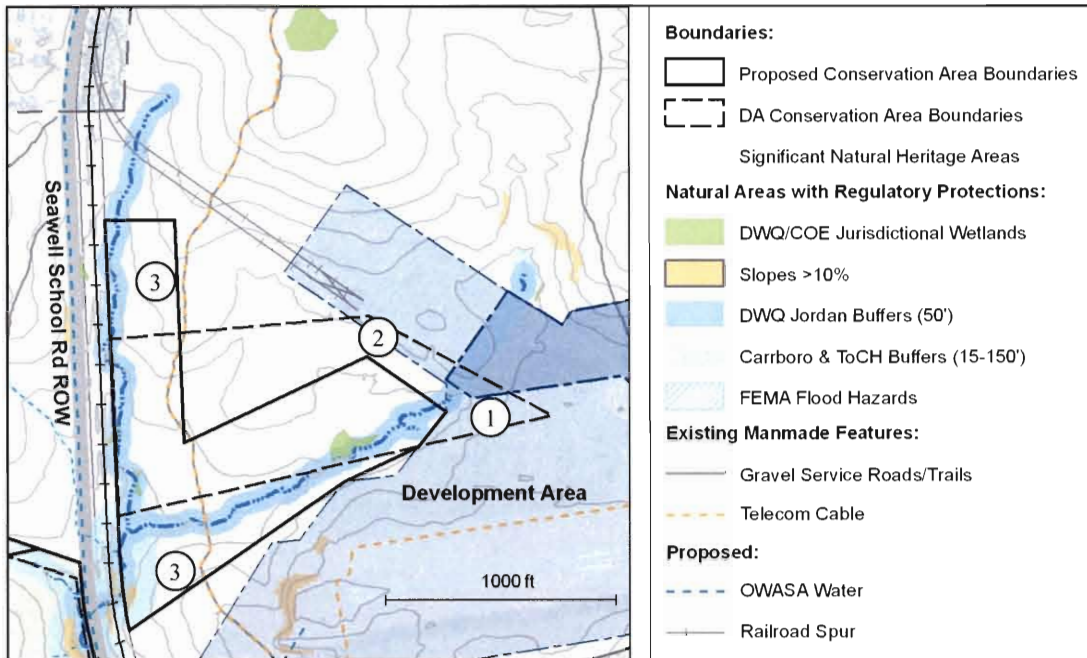 Seawell School Rd ROW
3
2
1
Development Area
3
1000 ft
Boundaries:
Proposed Conservation Area Boundaries
DA Conservation Area Boundaries
Significant Natural Heritage Areas
Natural Areas with Regulatory Protections:
DWQ/COE Jurisdictional Wetlands
Slopes >10%
DWQ Jordan Buffers (50')
Carrboro & ToCH Buffers (15-150')
FEMA Flood Hazards
Existing Manmade Features:
Gravel Service Roads/Trails
Telecom Cable
Proposed:
OWASA Water
Railroad Spur